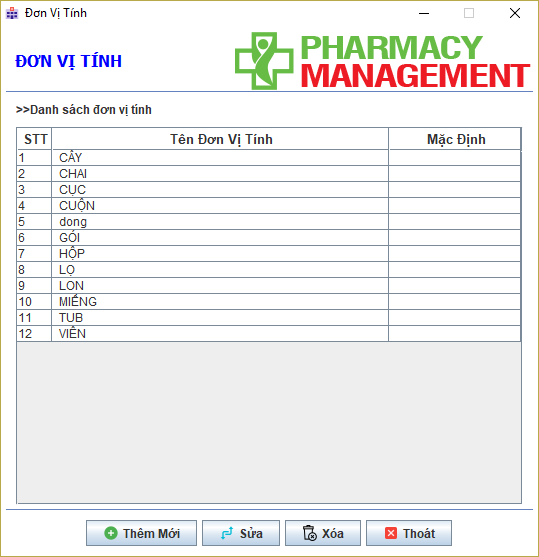 Đơn Vị Tính
ĐƠN VỊ TÍNH
PHARMACY
MANAGEMENT
>>Danh sách đơn vị tính
STT Tên Đơn Vị Tính Mặc Định
1 CÂY
2 CHAI
3 CỤC
4 CUỘN
5 dong
6 GÓI
7 HỘP
8 LỌ
9 LON
10 MIẾNG
11 TUB
12 VIÊN
Thêm Mới Sửa Xóa Thoát